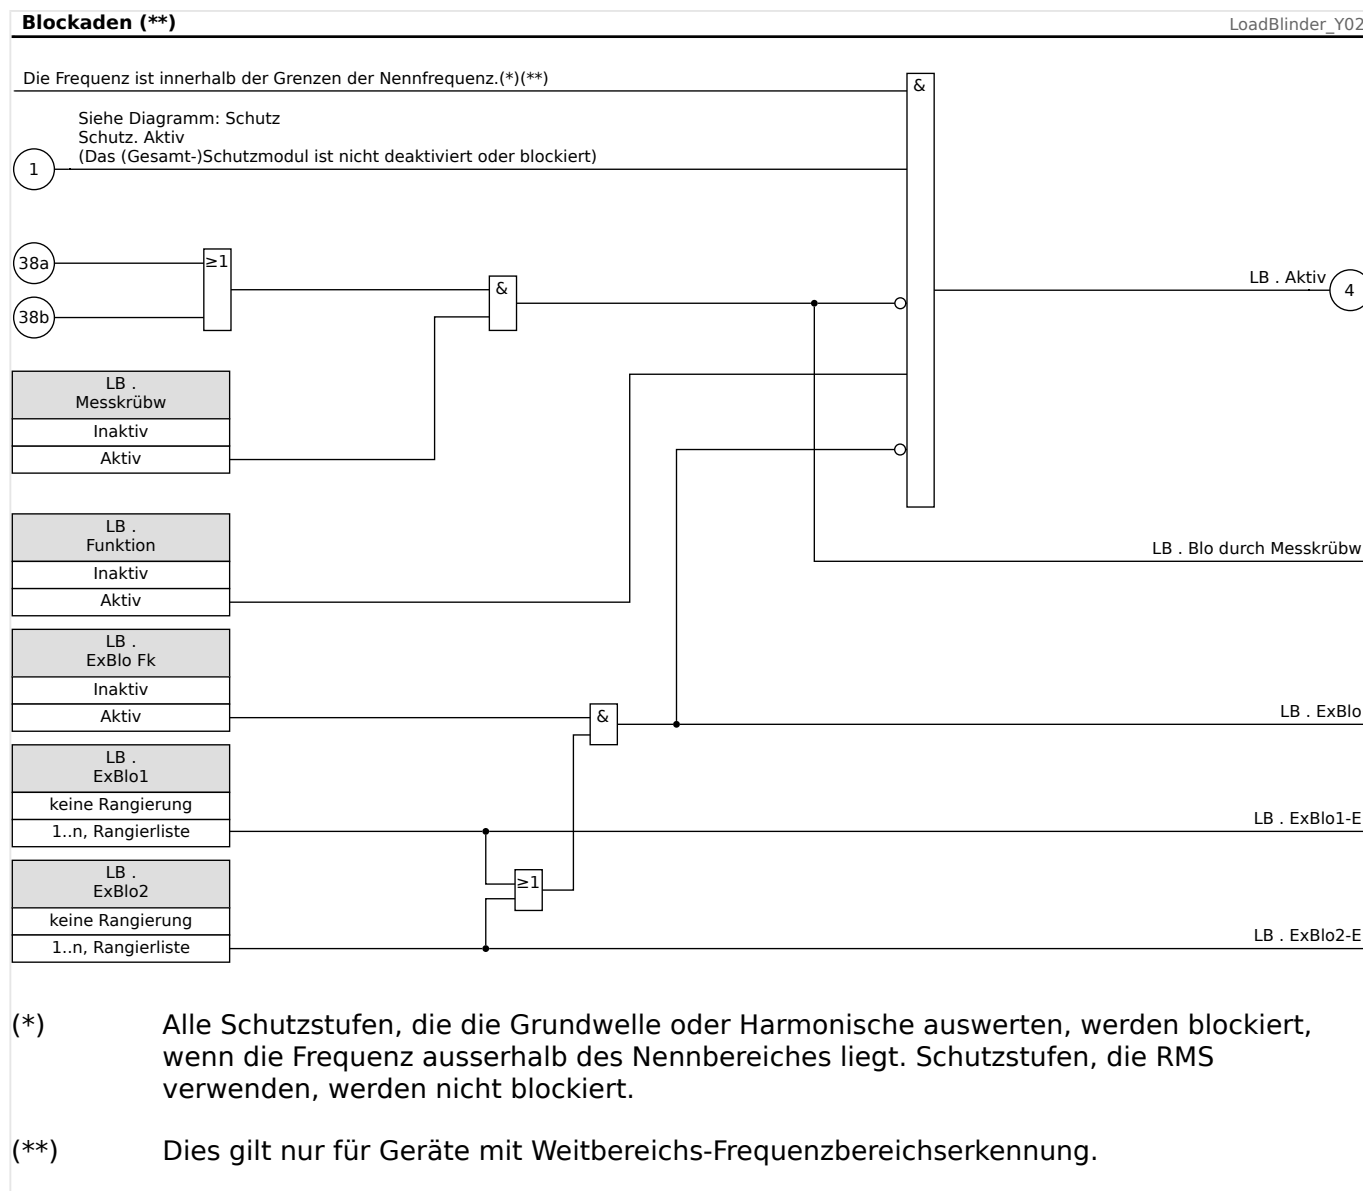 Blockaden (**)
LoadBlinder_Y02
Die Frequenz ist innerhalb der Grenzen der Nennfrequenz.(*)(**)
&
Siehe Diagramm: Schutz
Schutz. Aktiv
(Das (Gesamt-)Schutzmodul ist nicht deaktiviert oder blockiert)
1
38a
≥1
38b
&
LB . Aktiv
4
LB .
Messkrübw
Inaktiv
Aktiv
LB .
Funktion
Inaktiv
Aktiv
LB . Blo durch Messkrübw
LB .
ExBlo Fk
Inaktiv
Aktiv
&
LB . ExBlo
LB .
ExBlo1
keine Rangierung
1..n, Rangierliste
LB . ExBlo1-E
≥1
LB .
ExBlo2
keine Rangierung
1..n, Rangierliste
LB . ExBlo2-E
(*) Alle Schutzstufen, die die Grundwelle oder Harmonische auswerten, werden blockiert,
wenn die Frequenz ausserhalb des Nennbereiches liegt. Schutzstufen, die RMS
verwenden, werden nicht blockiert.
(**) Dies gilt nur für Geräte mit Weitbereichs-Frequenzbereichserkennung.